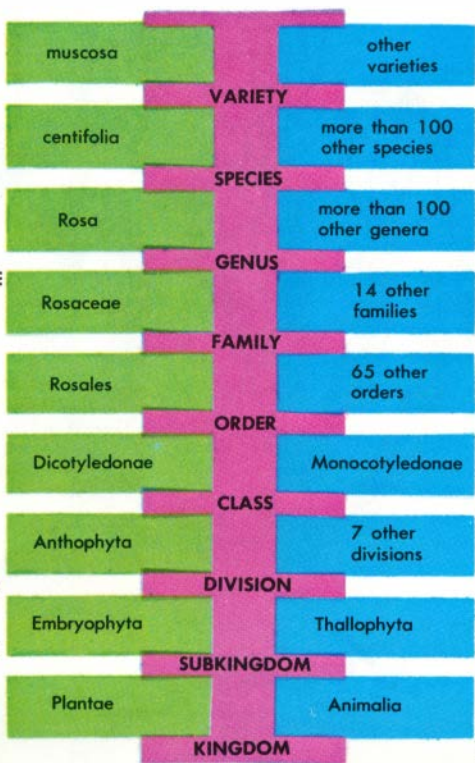 muscosa
other
varieties
VARIETY
centifolia
more than 100
other species
SPECIES
Rosa
more than 100
other genera
GENUS
Rosaceae
14 other
families
FAMILY
Rosales
65 other
orders
ORDER
Dicotyledonae
Monocotyledonae
CLASS
Anthophyta
7 other
divisions
DIVISION
Embryophyta
Thallophyta
SUBKINGDOM
Plantae
Animalia
KINGDOM